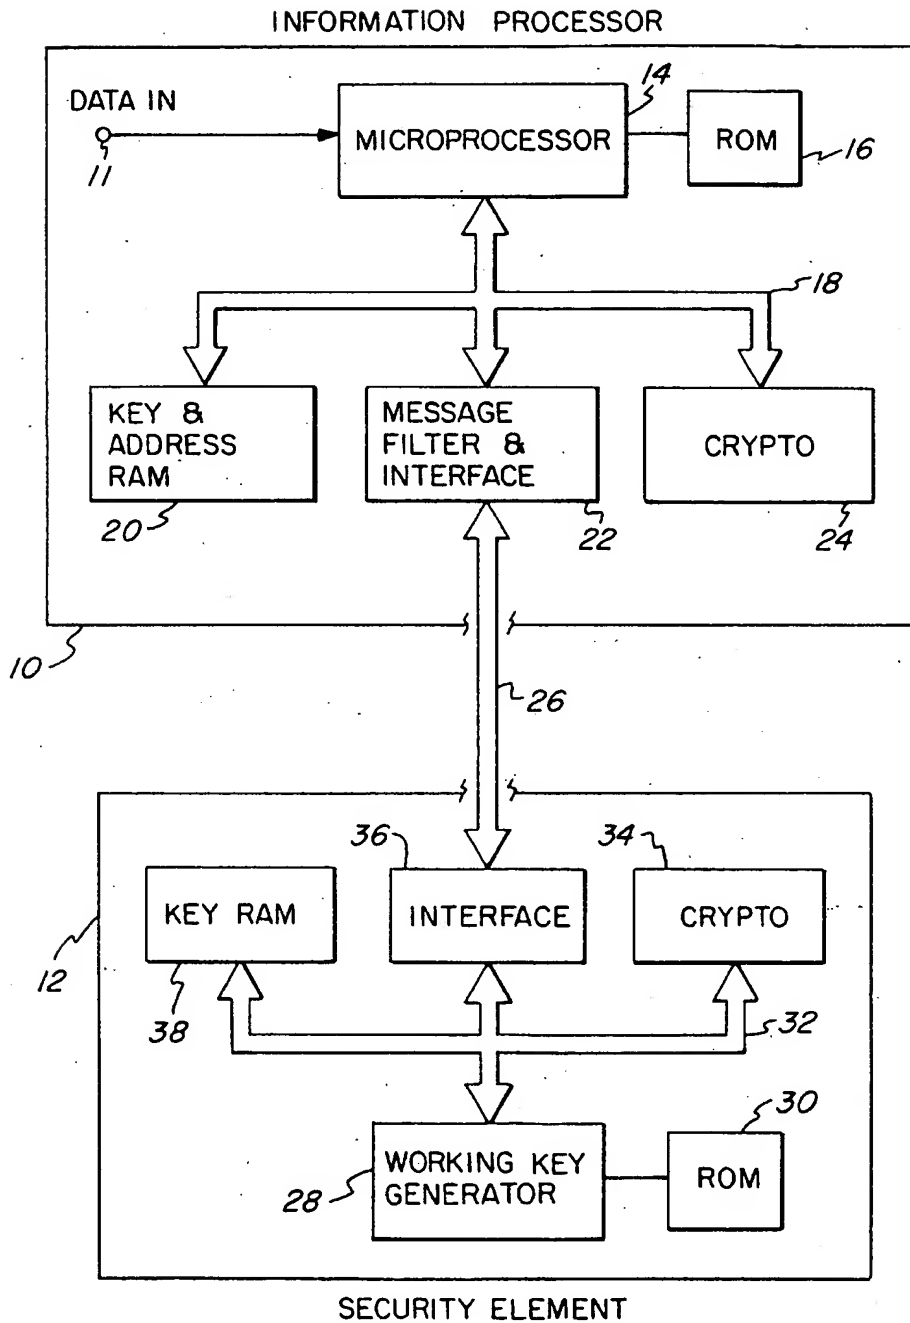 INFORMATION PROCESSOR
DATA IN
11
MICROPROCESSOR
14
ROM
16
18
KEY &
ADDRESS
RAM
20
MESSAGE
FILTER &
INTERFACE
22
CRYPTO
24
10
26
12
KEY RAM
38
36
INTERFACE
34
CRYPTO
32
WORKING KEY
GENERATOR
28
30
ROM
SECURITY ELEMENT